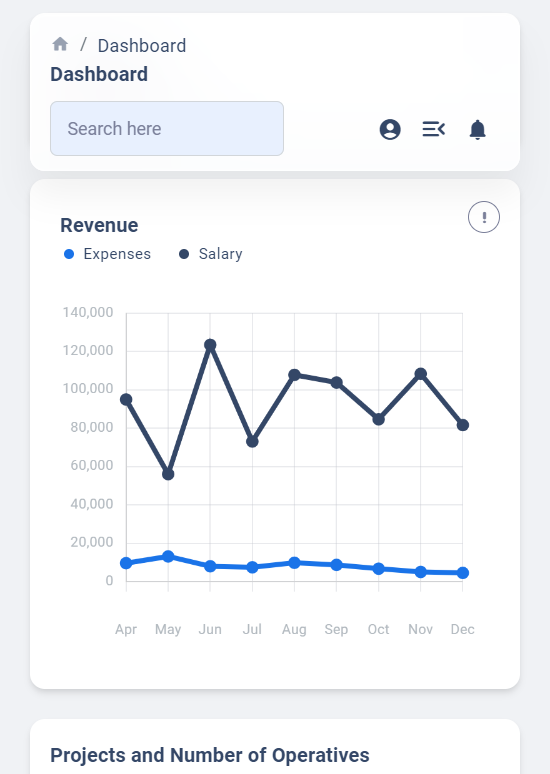 / Dashboard
Dashboard
Search here
Revenue
!
Expenses Salary
140,000
120,000
100,000
80,000
60,000
40,000
20,000
0
Apr May Jun Jul Aug Sep Oct Nov Dec
Projects and Number of Operatives